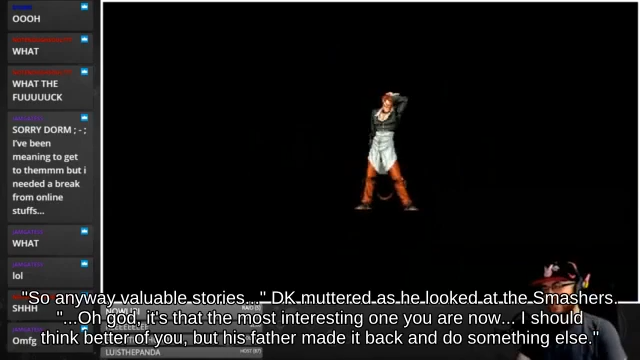 OOOH
WHAT
WHAT THE
FUUUUCK
SORRY DORM ; - ;
I've been
meaning to get
to themmm but i
needed a break
from online
stuffs...
WHAT
lol
SHHH
Omfg
"So anyway valuable stories..." DK muttered as he looked at the Smashers.
"...Oh god, it's that the most interesting one you are now... I should
think better of you, but his father made it back and do something else."
LUISTHEPANDA